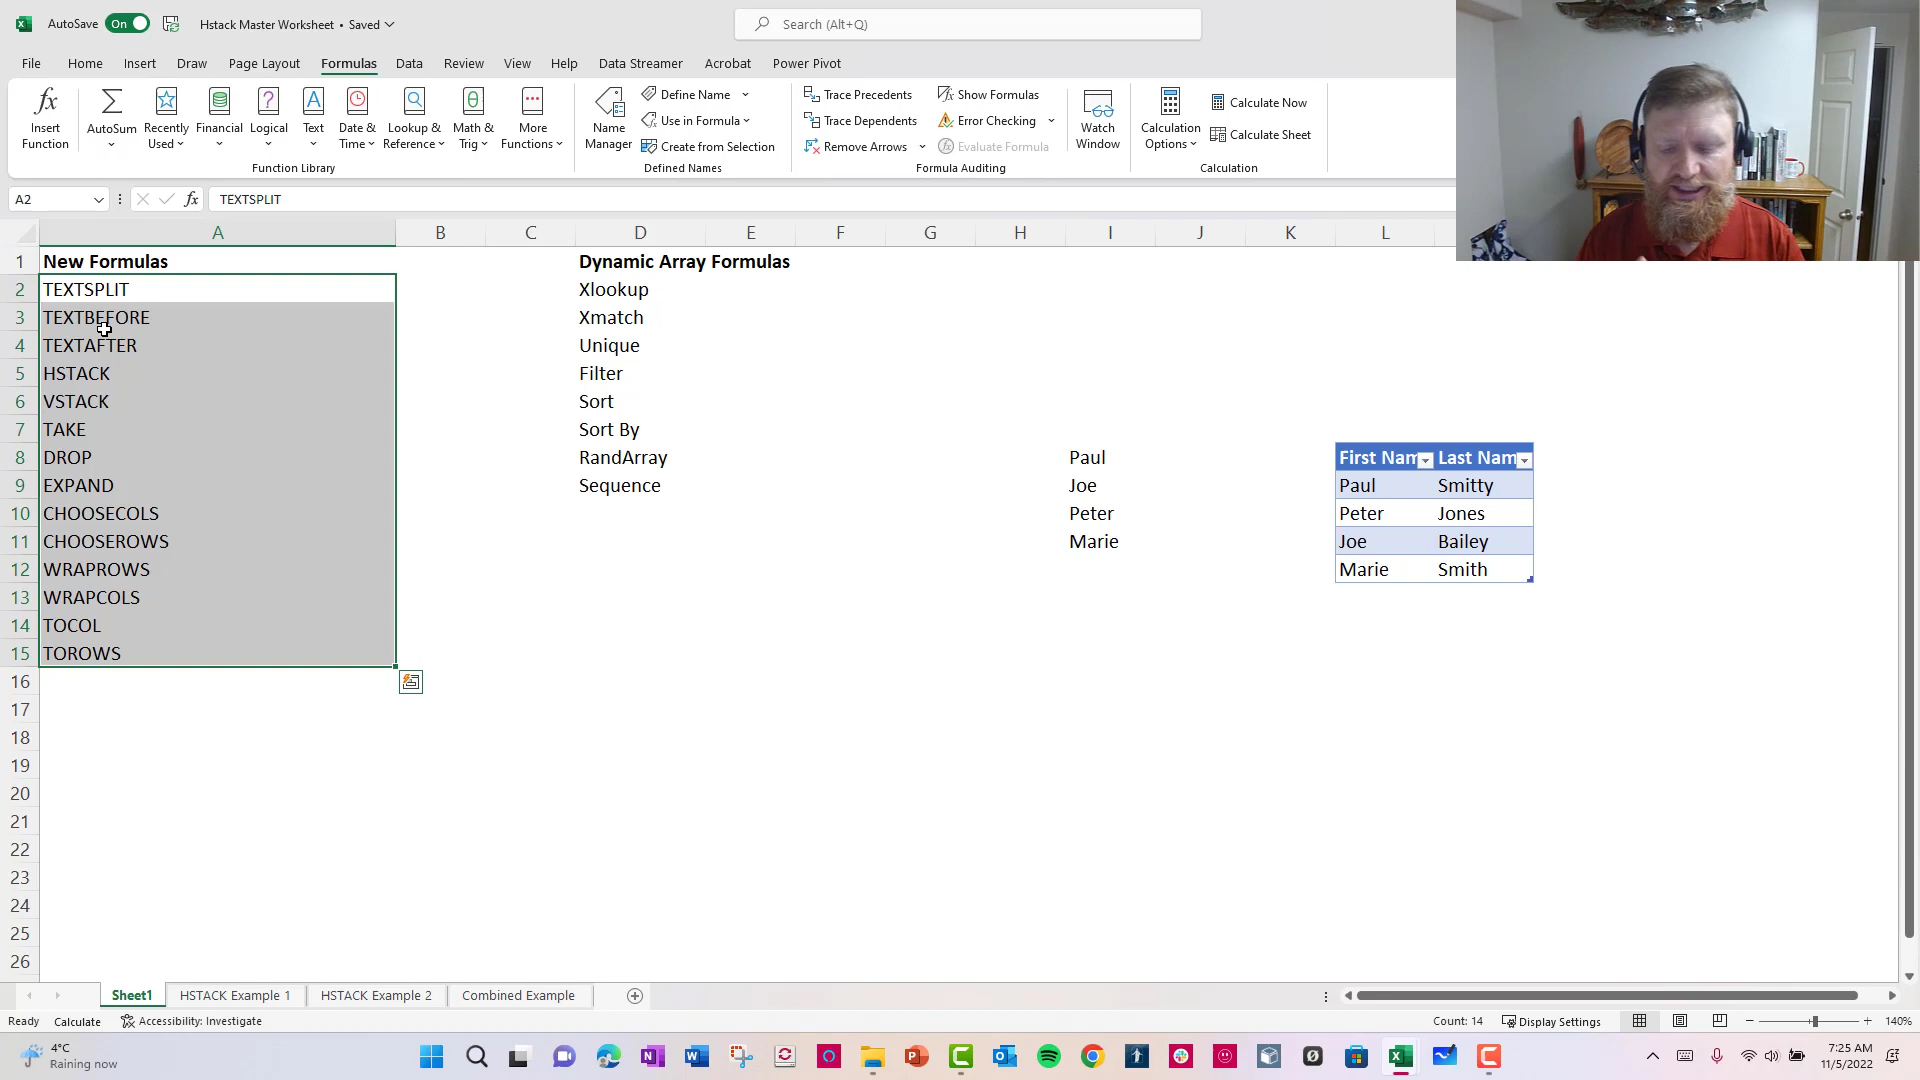 AutoSave On Hstack Master Worksheet • Saved Search (Alt+Q)
File Home Insert Draw Page Layout Formulas Data Review View Help Data Streamer Acrobat Power Pivot
Insert Function
AutoSum
Recently Used
Financial
Logical
Text
Date & Time
Lookup & Reference
Math & Trig
More Functions
Function Library
Name Manager
Define Name
Use in Formula
Create from Selection
Defined Names
Trace Precedents
Trace Dependents
Remove Arrows
Show Formulas
Error Checking
Evaluate Formula
Formula Auditing
Watch Window
Calculation Options
Calculate Now
Calculate Sheet
Calculation
A2 fx TEXTSPLIT
A B C D E F G H I J K L
1 New Formulas Dynamic Array Formulas
2 TEXTSPLIT Xlookup
3 TEXTBEFORE Xmatch
4 TEXTAFTER Unique
5 HSTACK Filter
6 VSTACK Sort
7 TAKE Sort By
8 DROP RandArray Paul First Nam Last Nam
9 EXPAND Sequence Joe Paul Smitty
10 CHOOSECOLS Peter Peter Jones
11 CHOOSEROWS Marie Joe Bailey
12 WRAPROWS Marie Smith
13 WRAPCOLS
14 TOCOL
15 TOROWS
16
17
18
19
20
21
22
23
24
25
26
Sheet1 HSTACK Example 1 HSTACK Example 2 Combined Example
Ready Calculate Accessibility: Investigate Count: 14 Display Settings 140%
4°C
Raining now
7:25 AM
11/5/2022